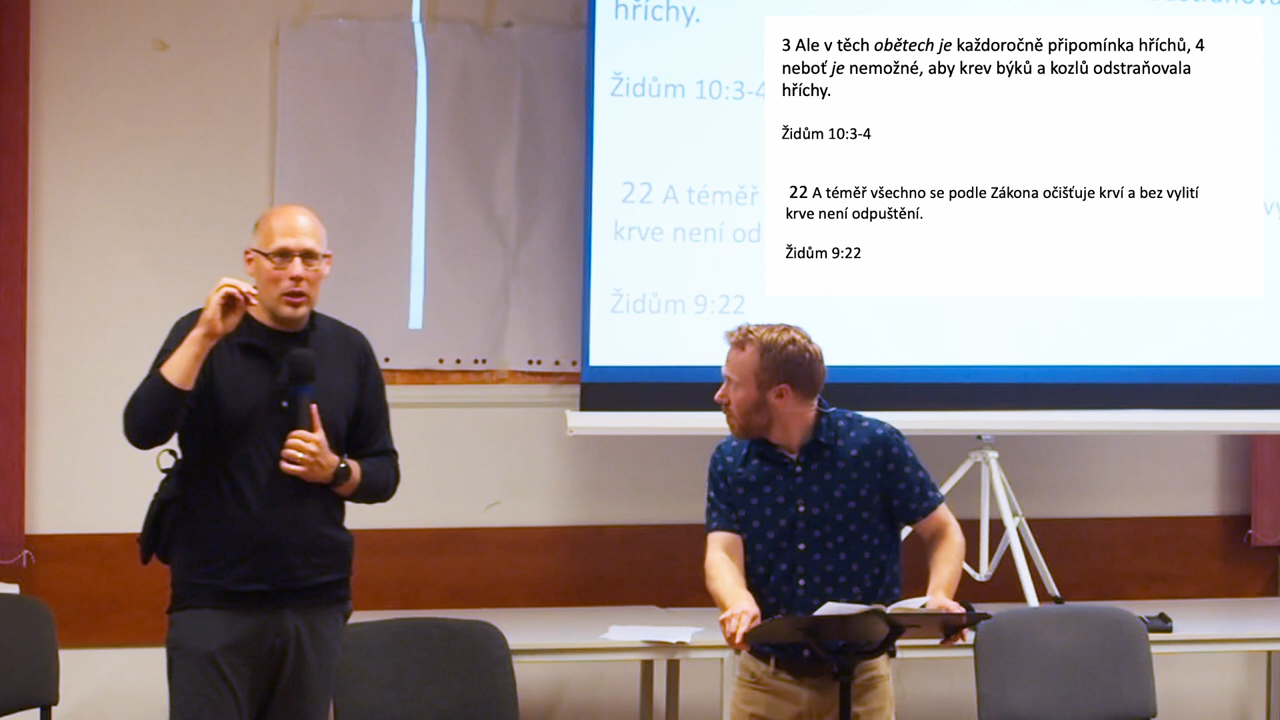 hříchy.
Židům 10:3-4
22 A téměř
krve není od
Židům 9:22
3 Ale v těch obětech je každoročně připomínka hříchů, 4
neboť je nemožné, aby krev býků a kozlů odstraňovala
hříchy.
Židům 10:3-4
22 A téměř všechno se podle Zákona očišťuje krví a bez vylití
krve není odpuštění.
Židům 9:22